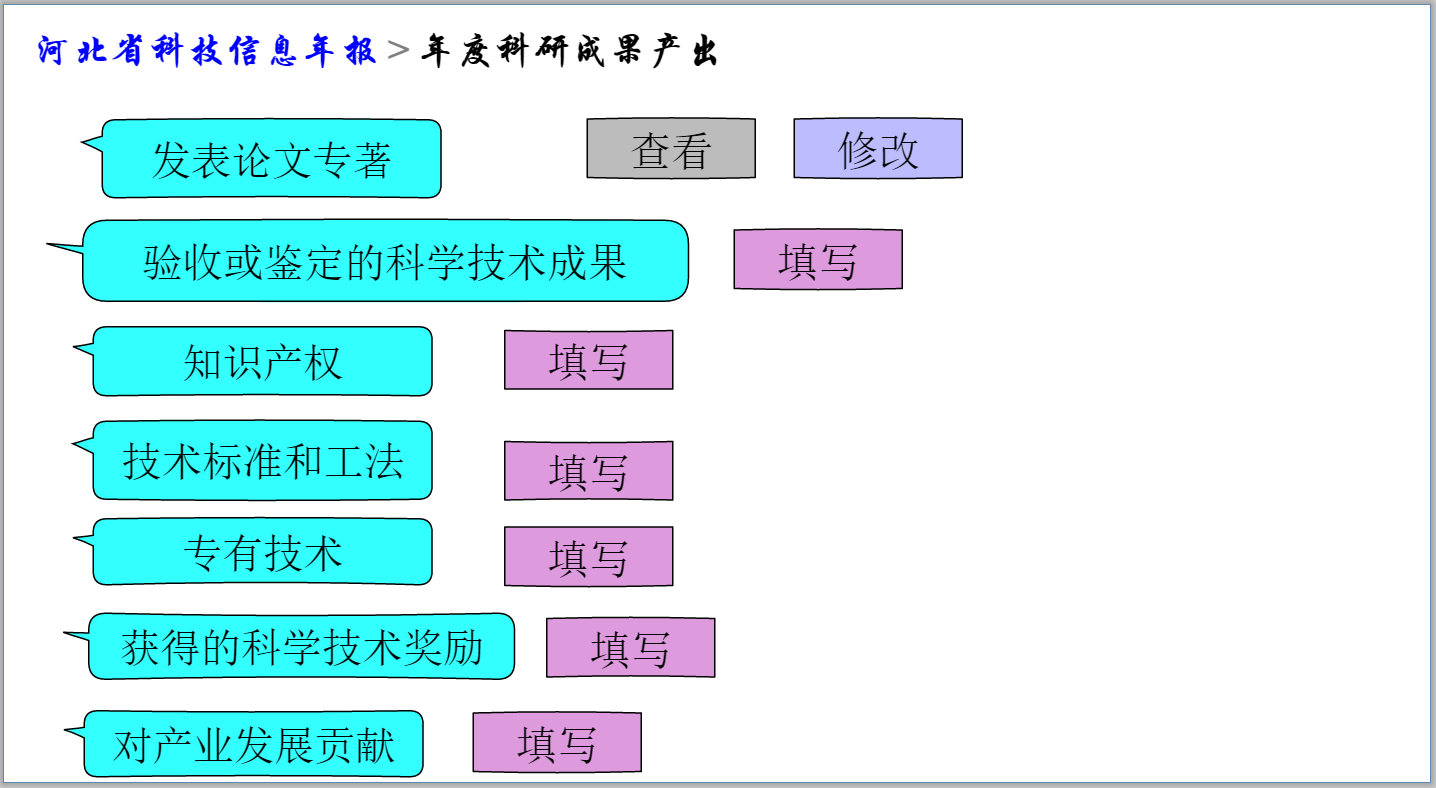 河北省科技信息年报>年度科研成果产出
发表论文专著 查看 修改
验收或鉴定的科学技术成果 填写
知识产权 填写
技术标准和工法 填写
专有技术 填写
获得的科学技术奖励 填写
对产业发展贡献 填写